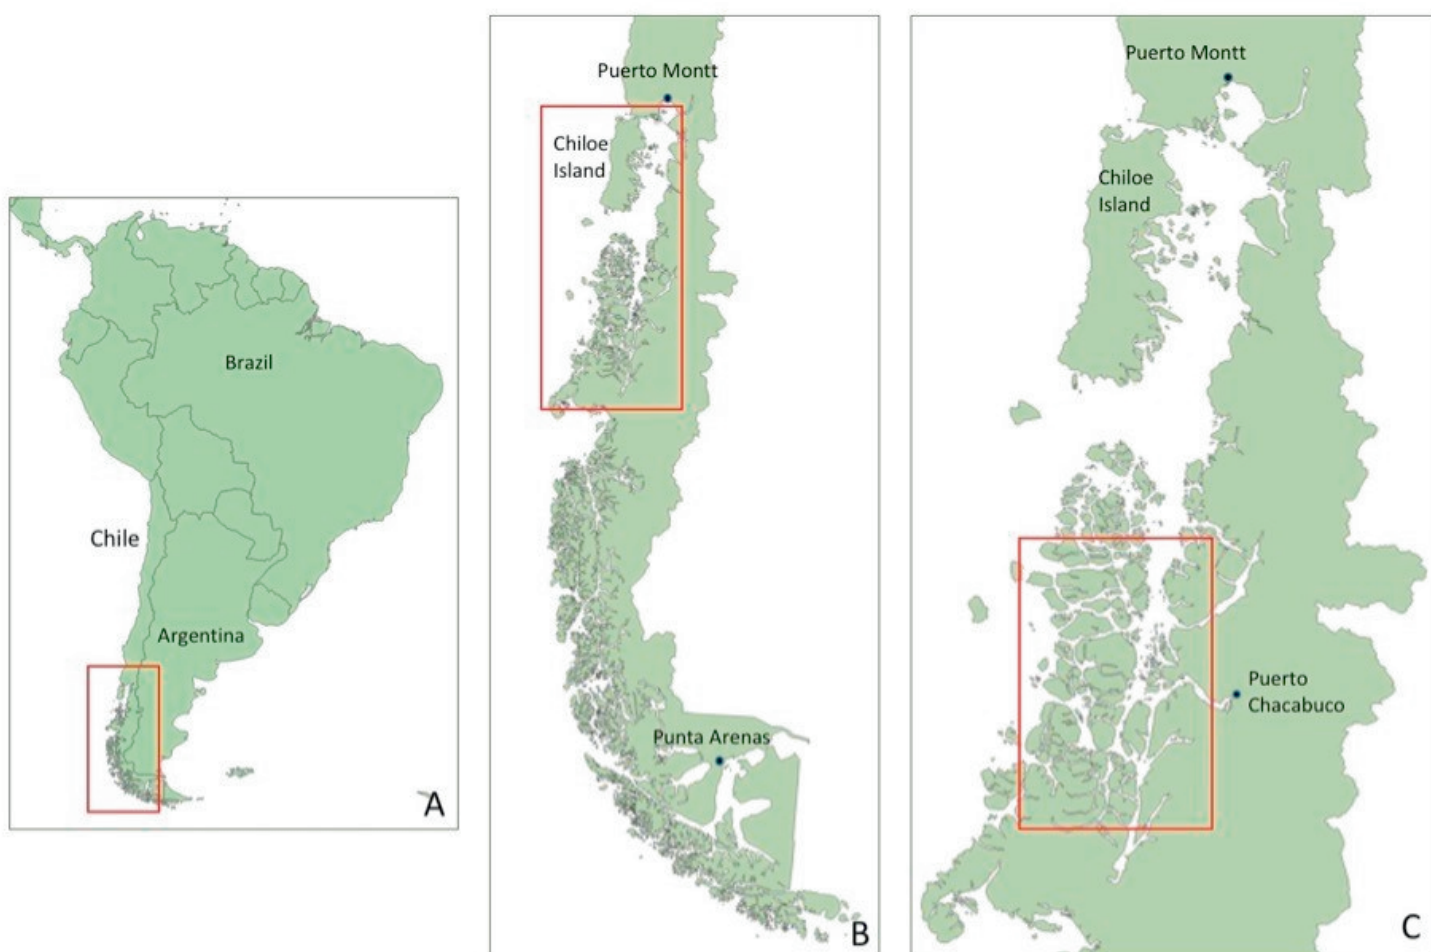 Brazil
Chile
Argentina
A
Puerto Montt
Chiloe
Island
Punta Arenas
B
Puerto Montt
Chiloe
Island
Puerto
Chacabuco
C